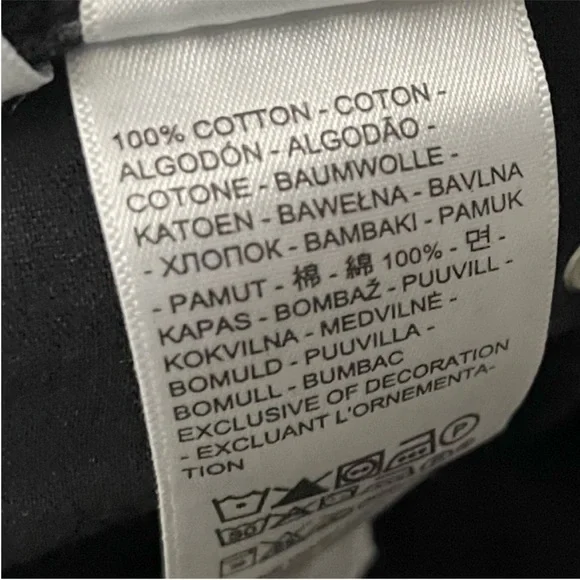 100% COTTON - COTON -
ALGODÓN - ALGODÃO -
COTONE - BAUMWOLLE -
KATOEN - BAWEŁNA - BAVLNA
- ХЛОПОК - BAMBAKI - PAMUK
- PAMUT - 棉 - 綿 100% - 면 -
KAPAS - BOMBAŽ - PUUVILL -
KOKVILNA - MEDVILNĖ -
BOMULD - PUUVILLA -
BOMULL - BUMBAC
EXCLUSIVE OF DECORATION
- EXCLUANT L'ORNEMENTA-
TION
P